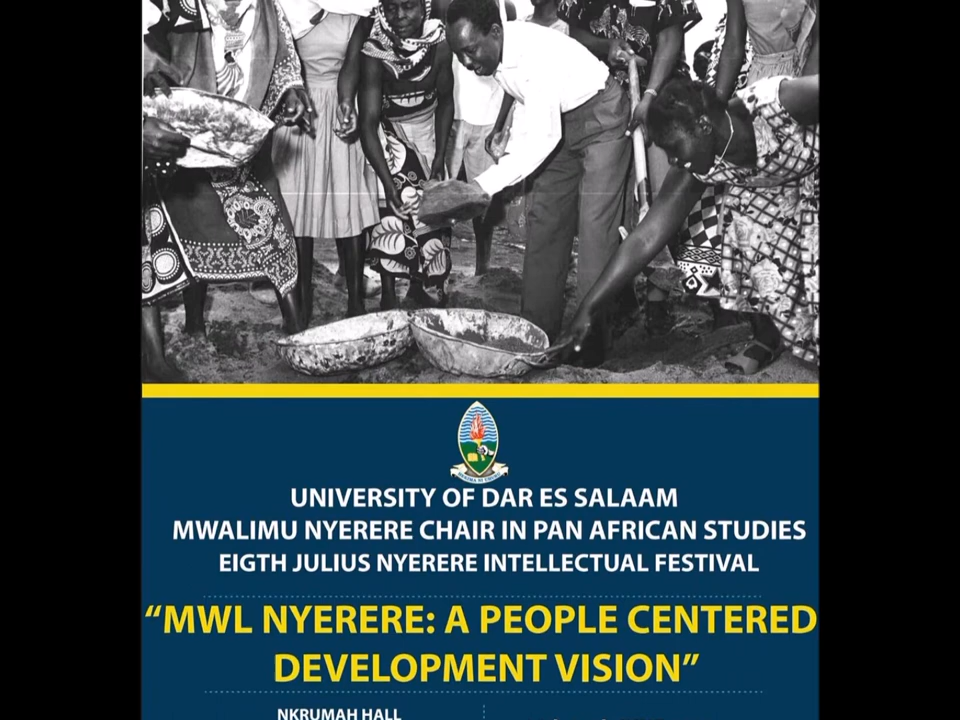 UNIVERSITY OF DAR ES SALAAM
MWALIMU NYERERE CHAIR IN PAN AFRICAN STUDIES
EIGTH JULIUS NYERERE INTELLECTUAL FESTIVAL
“MWL NYERERE: A PEOPLE CENTERED
DEVELOPMENT VISION”
NKRUMAH HALL